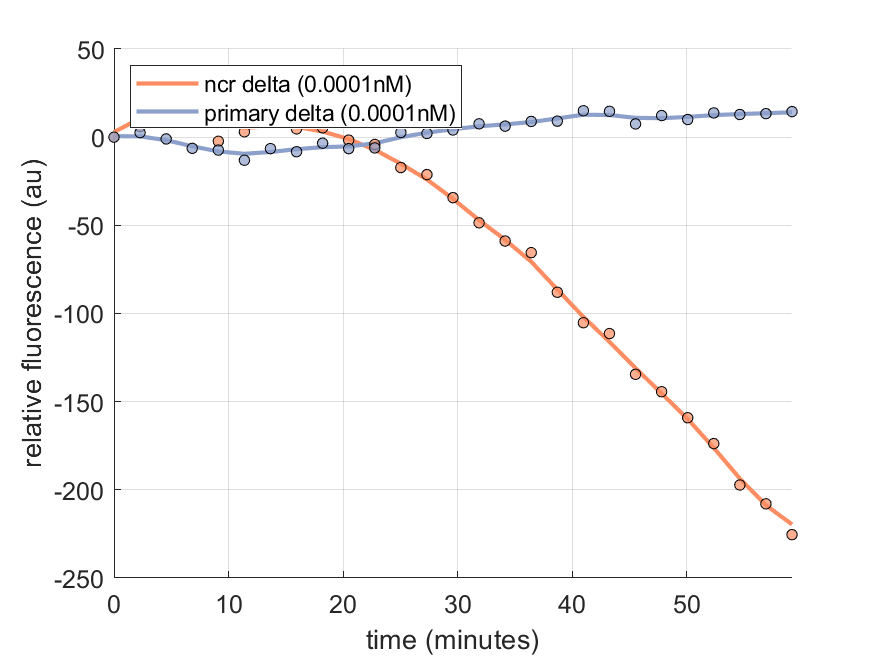 50
ncr delta (0.0001nM)
primary delta (0.0001nM)
0
-50
-100
-150
-200
-250
relative fluorescence (au)
0 10 20 30 40 50
time (minutes)